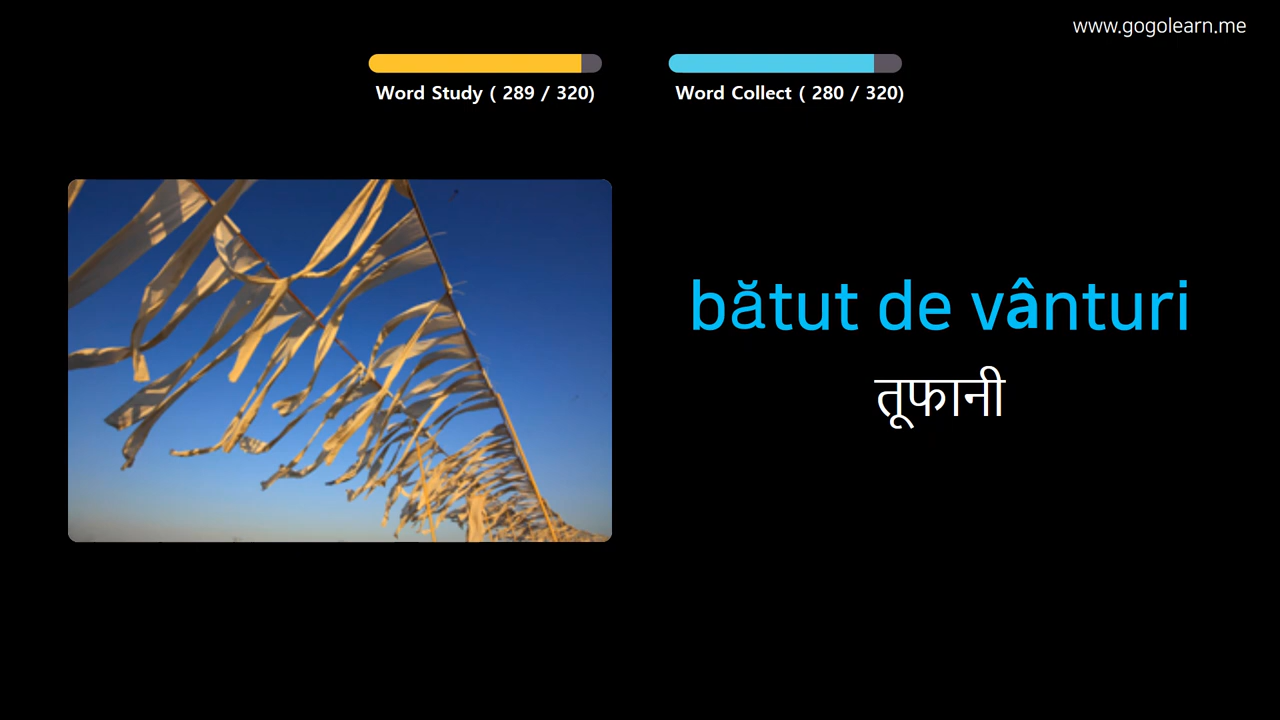 www.gogolearn.me
Word Study ( 289 / 320)
Word Collect ( 280 / 320)
bătut de vânturi
तूफानी